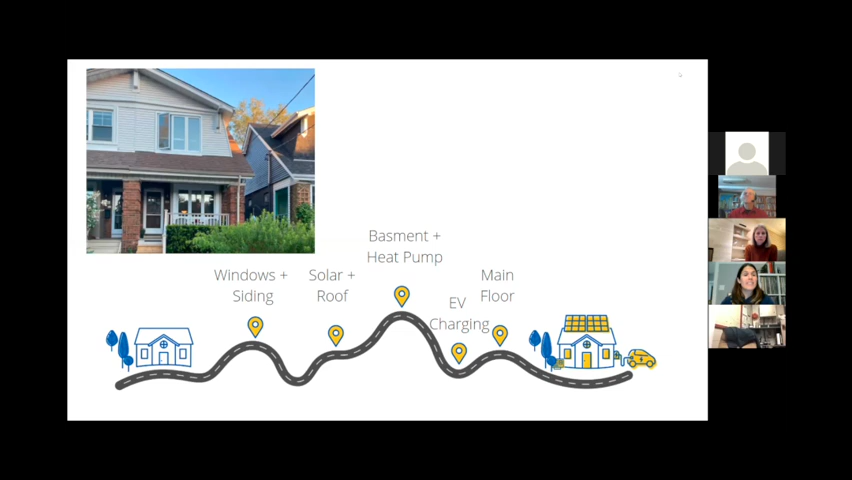 Basment +
Heat Pump
Windows +
Siding
Solar +
Roof
Main
Floor
EV
Charging